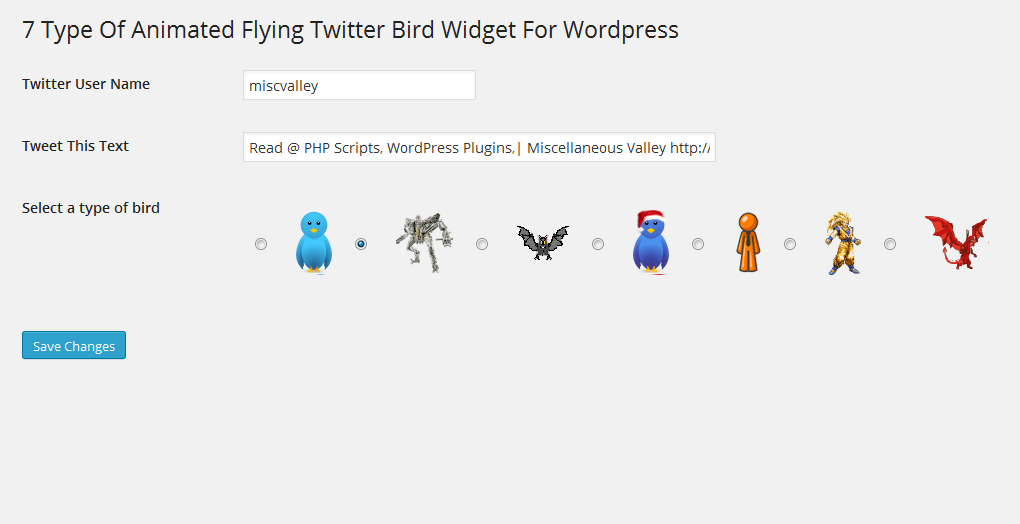 7 Type Of Animated Flying Twitter Bird Widget For Wordpress
Twitter User Name
miscvalley
Tweet This Text
Read @ PHP Scripts, WordPress Plugins,| Miscellaneous Valley http:/
Select a type of bird
Save Changes